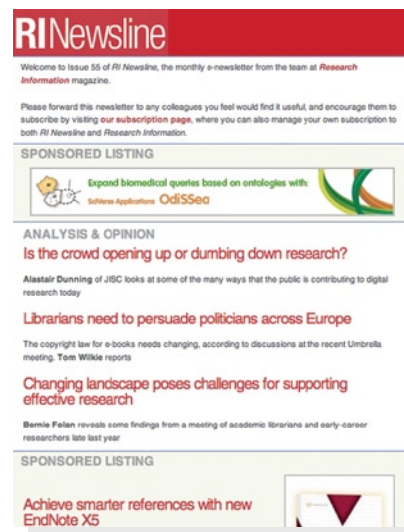 RINewsline
Welcome to Issue 55 of RI Newsline, the monthly e-newsletter from the team at Research
Information magazine.
Please forward this newsletter to any colleagues you feel would find it useful, and encourage them to
subscribe by visiting our subscription page, where you can also manage your own subscription to
both RI Newsline and Research Information.
SPONSORED LISTING
Expand biomedical queries based on ontologies with:
SciVerse Applications OdiSSea
ANALYSIS & OPINION
Is the crowd opening up or dumbing down research?
Alastair Dunning of JISC looks at some of the many ways that the public is contributing to digital
research today
Librarians need to persuade politicians across Europe
The copyright law for e-books needs changing, according to discussions at the recent Umbrella
meeting. Tom Wilkie reports
Changing landscape poses challenges for supporting
effective research
Bernie Folan reveals some findings from a meeting of academic librarians and early-career
researchers late last year
SPONSORED LISTING
Achieve smarter references with new
EndNote X5